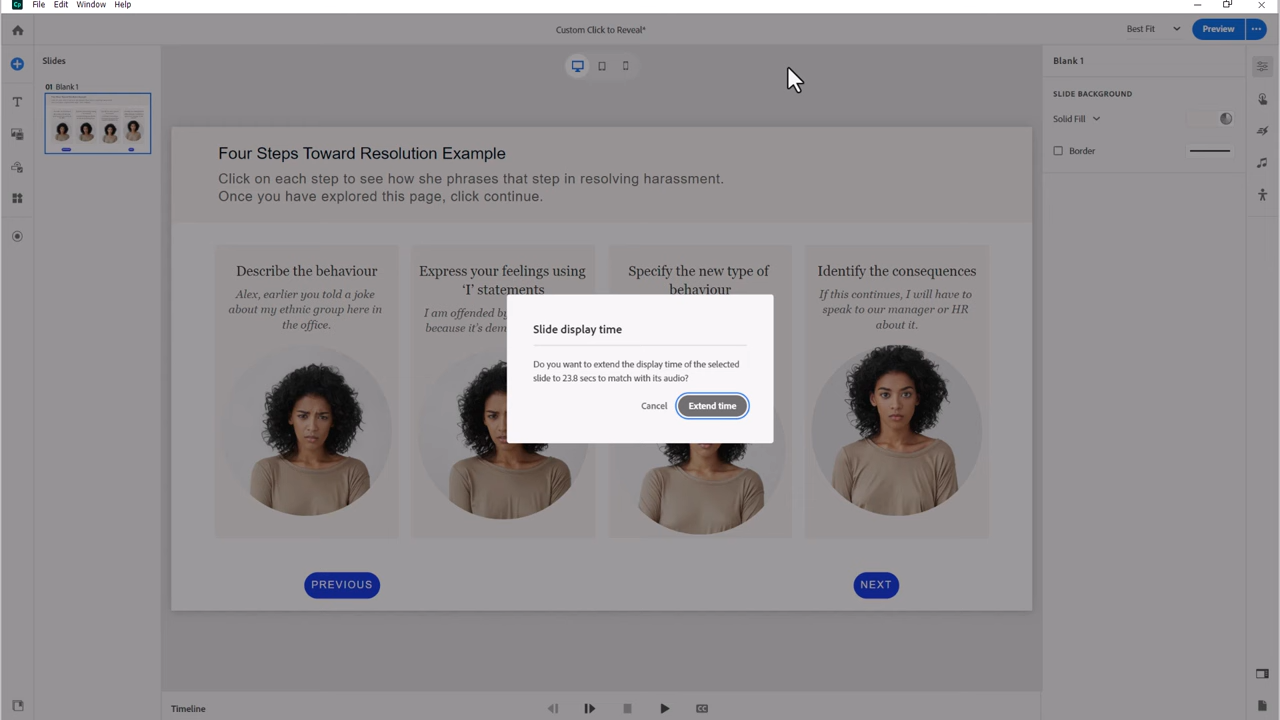 Cp File Edit Window Help
Custom Click to Reveal*
Best Fit
Preview
Slides
01 Blank 1
Blank 1
SLIDE BACKGROUND
Solid Fill
Border
Four Steps Toward Resolution Example
Click on each step to see how she phrases that step in resolving harassment.
Once you have explored this page, click continue.
Describe the behaviour
Alex, earlier you told a joke
about my ethnic group here in
the office.
Express your feelings using
‘I’ statements
I am offended by
because it's
Specify the new type of
behaviour
Identify the consequences
If this continues, I will have to
speak to our manager or HR
about it.
Slide display time
Do you want to extend the display time of the selected
slide to 23.8 secs to match with its audio?
Cancel
Extend time
PREVIOUS
NEXT
Timeline
CC